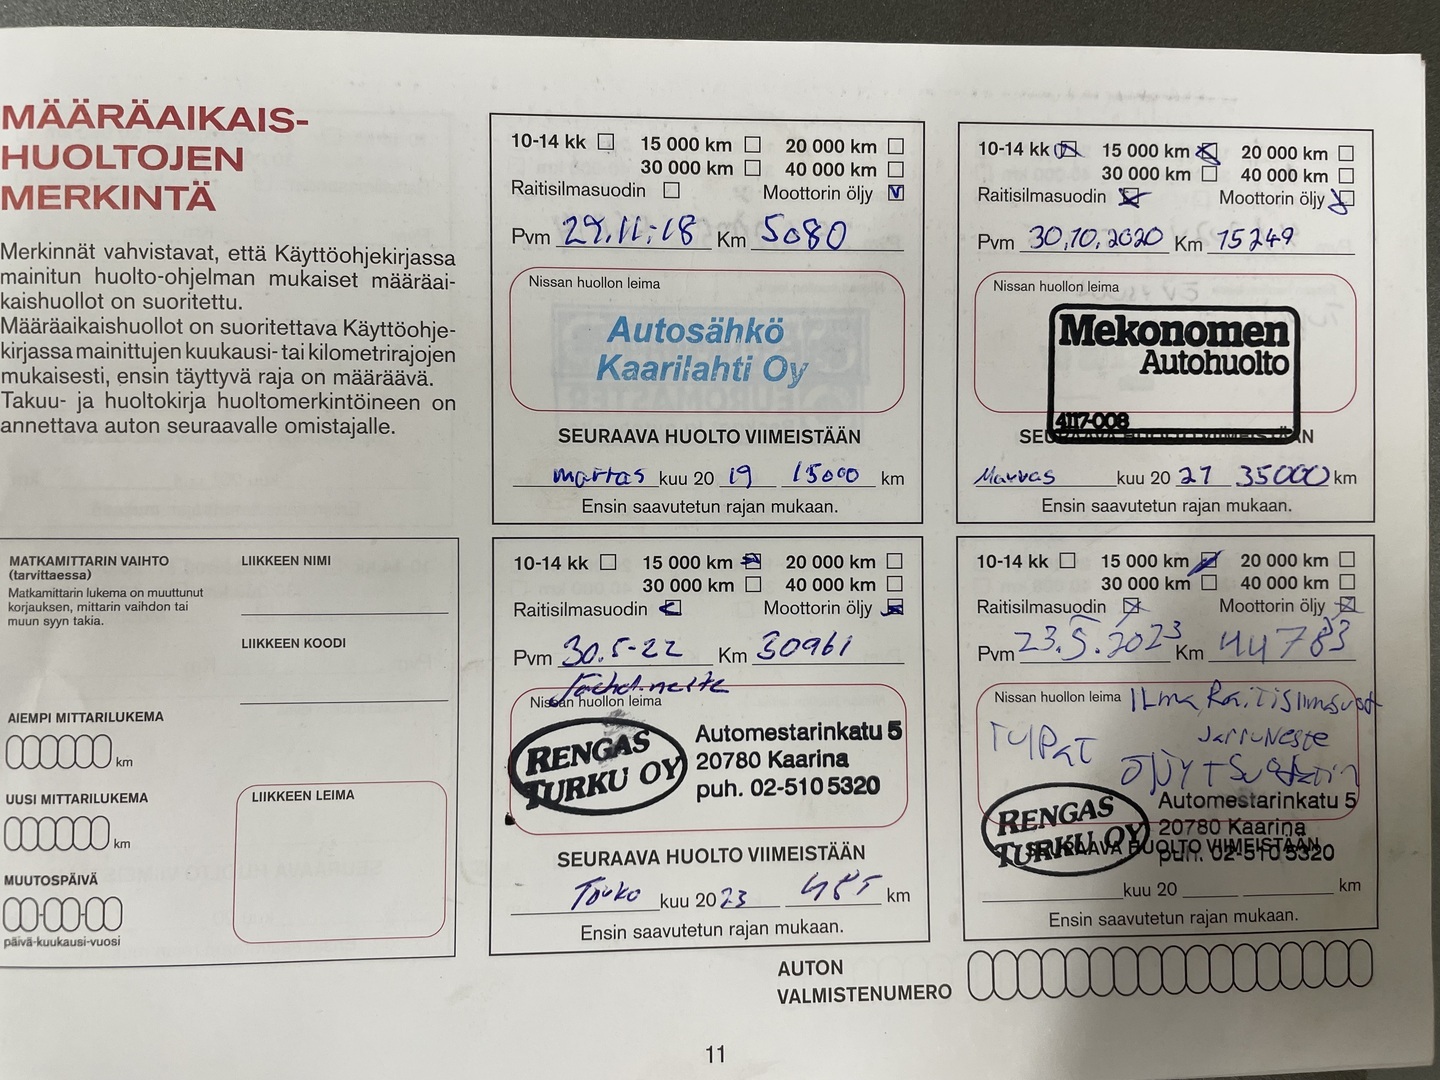 MÄÄRÄAIKAIS-
HUOLTOJEN
MERKINTÄ
Merkinnät vahvistavat, että Käyttöohjekirjassa
mainitun huolto-ohjelman mukaiset määräai-
kaishuollot on suoritettu.
Määräaikaishuollot on suoritettava Käyttöohje-
kirjassa mainittujen kuukausi- tai kilometrirajojen
mukaisesti, ensin täyttyvä raja on määräävä.
Takuu- ja huoltokirja huoltomerkintöineen on
annettava auton seuraavalle omistajalle.
MATKAMITTARIN VAIHTO
(tarvittaessa)
Matkamittarin lukema on muuttunut
korjauksen, mittarin vaihdon tai
muun syyn takia.
LIIKKEEN NIMI
LIIKKEEN KOODI
AIEMPI MITTARILUKEMA
km
UUSI MITTARILUKEMA
km
MUUTOSPÄIVÄ
päivä-kuukausi-vuosi
LIIKKEEN LEIMA
10-14 kk 15 000 km 20 000 km
30 000 km 40 000 km
Raitisilmasuodin Moottorin öljy
Pvm 29.11.18 Km 5080
Nissan huollon leima
Autosähkö
Kaarilahti Oy
SEURAAVA HUOLTO VIIMEISTÄÄN
marras kuu 20 19 15000 km
Ensin saavutetun rajan mukaan.
10-14 kk 15 000 km 20 000 km
30 000 km 40 000 km
Raitisilmasuodin Moottorin öljy
Pvm 30.10.2020 Km 15249
Nissan huollon leima
Mekonomen
Autohuolto
4117-008
SEURAAVA HUOLTO VIIMEISTÄÄN
Marras kuu 20 21 35000 km
Ensin saavutetun rajan mukaan.
10-14 kk 15 000 km 20 000 km
30 000 km 40 000 km
Raitisilmasuodin Moottorin öljy
Pvm 30.5-22 Km 30961
Nissan huollon leima
RENGAS
TURKU OY
Automestarinkatu 5
20780 Kaarina
puh. 02-510 5320
SEURAAVA HUOLTO VIIMEISTÄÄN
Touko kuu 20 23 km
Ensin saavutetun rajan mukaan.
10-14 kk 15 000 km 20 000 km
30 000 km 40 000 km
Raitisilmasuodin Moottorin öljy
Pvm 23.5.2023 Km 44783
Nissan huollon leima Ilma, Raitisilmasuod
Tulpat Jarruneste
Öljy + Suodatin
RENGAS
TURKU OY
Automestarinkatu 5
20780 Kaarina
puh. 02-510 5320
SEURAAVA HUOLTO VIIMEISTÄÄN
kuu 20 km
Ensin saavutetun rajan mukaan.
AUTON
VALMISTENUMERO
11